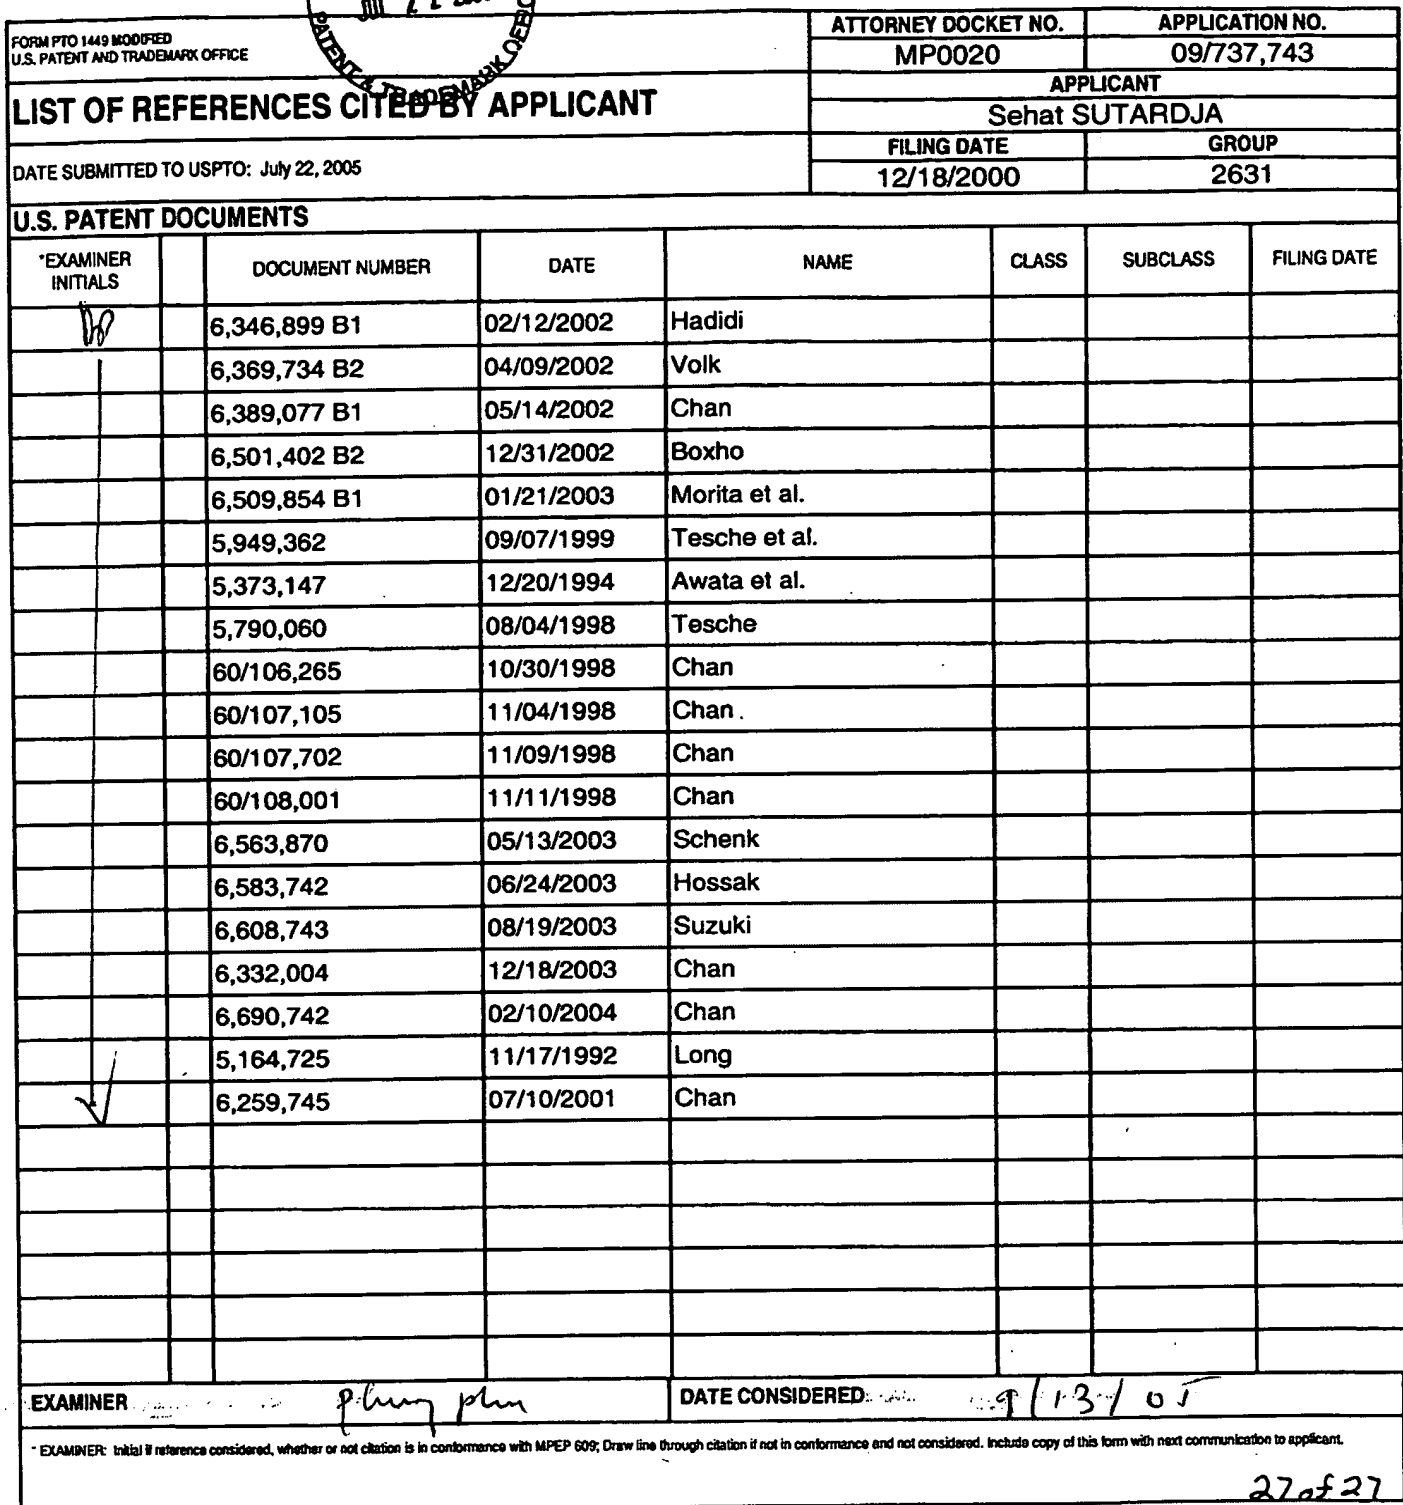 JUL 2 2
PATENT & TRADEMARK OFFICE
FORM PTO 1449 MODIFIED
U.S. PATENT AND TRADEMARK OFFICE
ATTORNEY DOCKET NO.
APPLICATION NO.
MP0020
09/737,743
LIST OF REFERENCES CITED BY APPLICANT
APPLICANT
Sehat SUTARDJA
DATE SUBMITTED TO USPTO: July 22, 2005
FILING DATE
GROUP
12/18/2000
2631
U.S. PATENT DOCUMENTS
*EXAMINER INITIALS DOCUMENT NUMBER DATE NAME CLASS SUBCLASS FILING DATE
6,346,899 B1 02/12/2002 Hadidi
6,369,734 B2 04/09/2002 Volk
6,389,077 B1 05/14/2002 Chan
6,501,402 B2 12/31/2002 Boxho
6,509,854 B1 01/21/2003 Morita et al.
5,949,362 09/07/1999 Tesche et al.
5,373,147 12/20/1994 Awata et al.
5,790,060 08/04/1998 Tesche
60/106,265 10/30/1998 Chan
60/107,105 11/04/1998 Chan
60/107,702 11/09/1998 Chan
60/108,001 11/11/1998 Chan
6,563,870 05/13/2003 Schenk
6,583,742 06/24/2003 Hossak
6,608,743 08/19/2003 Suzuki
6,332,004 12/18/2003 Chan
6,690,742 02/10/2004 Chan
5,164,725 11/17/1992 Long
6,259,745 07/10/2001 Chan
EXAMINER DATE CONSIDERED 9/13/05
* EXAMINER: Initial if reference considered, whether or not citation is in conformance with MPEP 609; Draw line through citation if not in conformance and not considered. Include copy of this form with next communication to applicant.
27 of 27